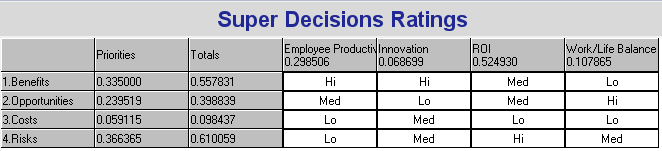 Super Decisions Ratings
Priorities Totals Employee Productiv Innovation ROI Work/Life Balance
0.298506 0.068699 0.524930 0.107865
1.Benefits 0.335000 0.557831 Hi Hi Med Lo
2.Opportunities 0.239519 0.398839 Med Lo Med Hi
3.Costs 0.059115 0.098437 Lo Med Lo Lo
4.Risks 0.366365 0.610059 Lo Med Hi Med